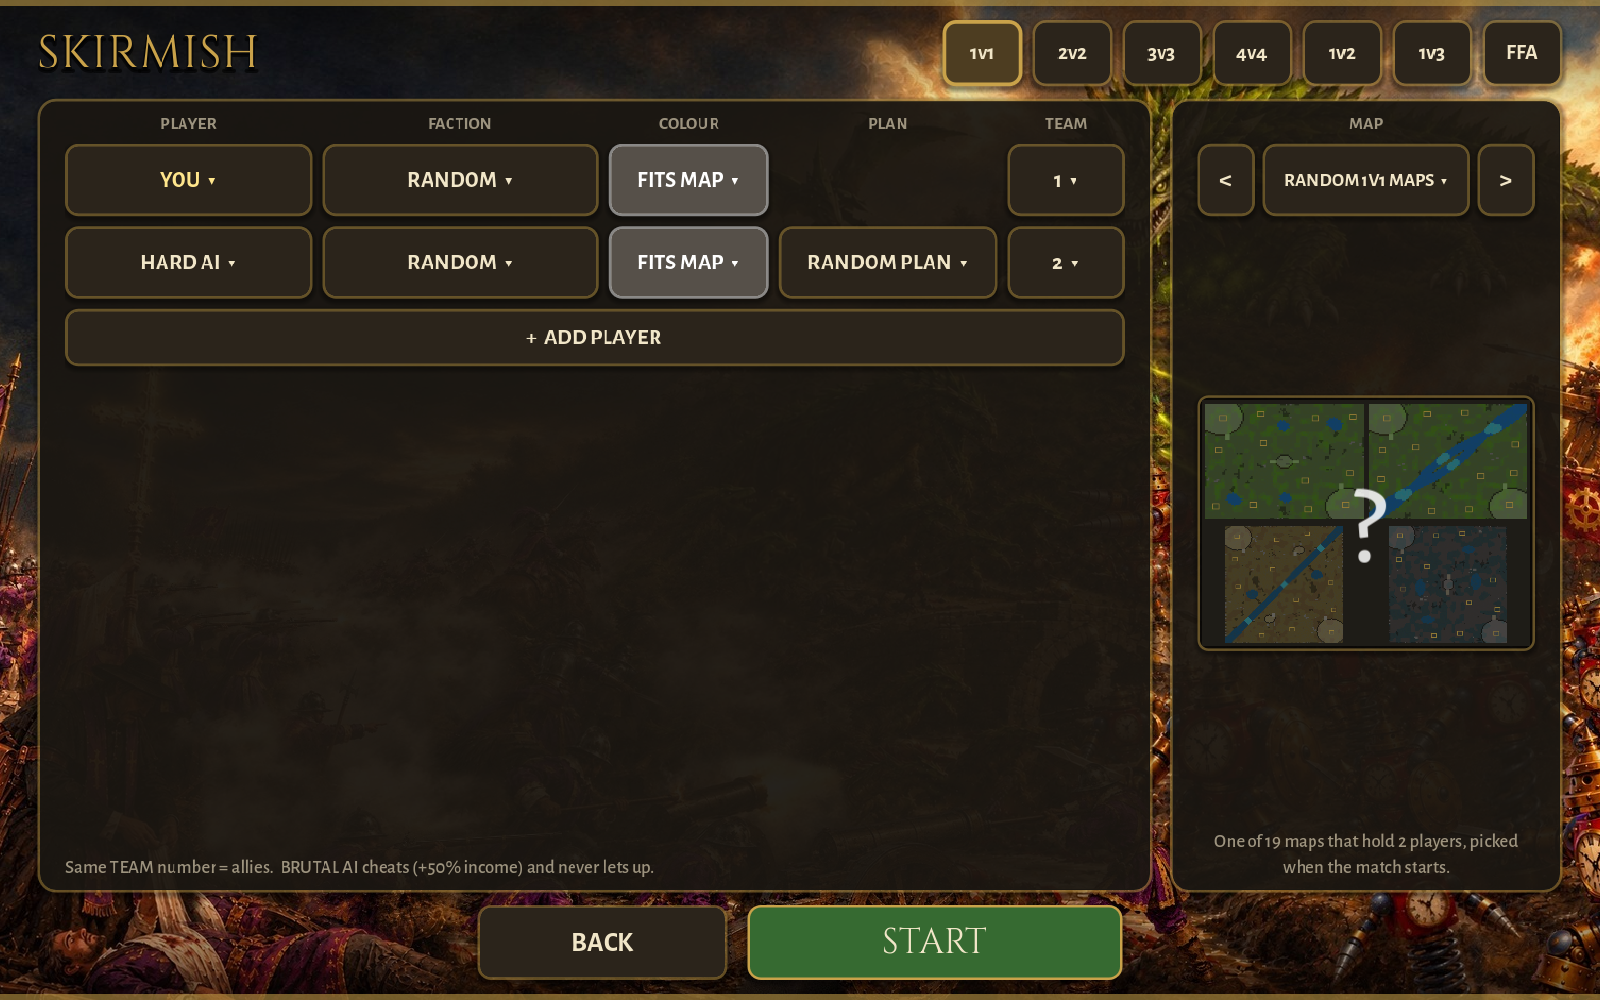 SKIRMISH
1v1 2v2 3v3 4v4 1v2 1v3 FFA
PLAYER FACTION COLOUR PLAN TEAM
YOU ▾ RANDOM ▾ FITS MAP ▾ 1 ▾
HARD AI ▾ RANDOM ▾ FITS MAP ▾ RANDOM PLAN ▾ 2 ▾
+ ADD PLAYER
Same TEAM number = allies. BRUTAL AI cheats (+50% income) and never lets up.
MAP
< RANDOM 1V1 MAPS ▾ >
?
One of 19 maps that hold 2 players, picked
when the match starts.
BACK START